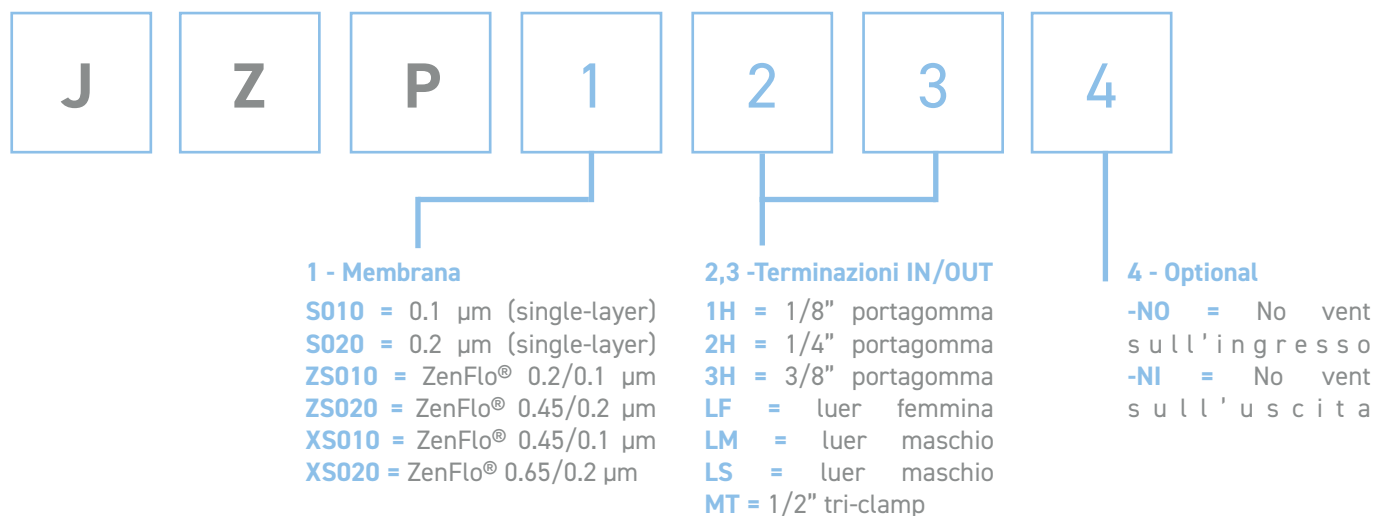 J Z P 1 2 3 4
1 - Membrana
S010 = 0.1 μm (single-layer)
S020 = 0.2 μm (single-layer)
ZS010 = ZenFlo® 0.2/0.1 μm
ZS020 = ZenFlo® 0.45/0.2 μm
XS010 = ZenFlo® 0.45/0.1 μm
XS020 = ZenFlo® 0.65/0.2 μm
2,3 -Terminazioni IN/OUT
1H = 1/8” portagomma
2H = 1/4” portagomma
3H = 3/8” portagomma
LF = luer femmina
LM = luer maschio
LS = luer maschio
MT = 1/2” tri-clamp
4 - Optional
-NO = No vent
sull'ingresso
-NI = No vent
sull'uscita